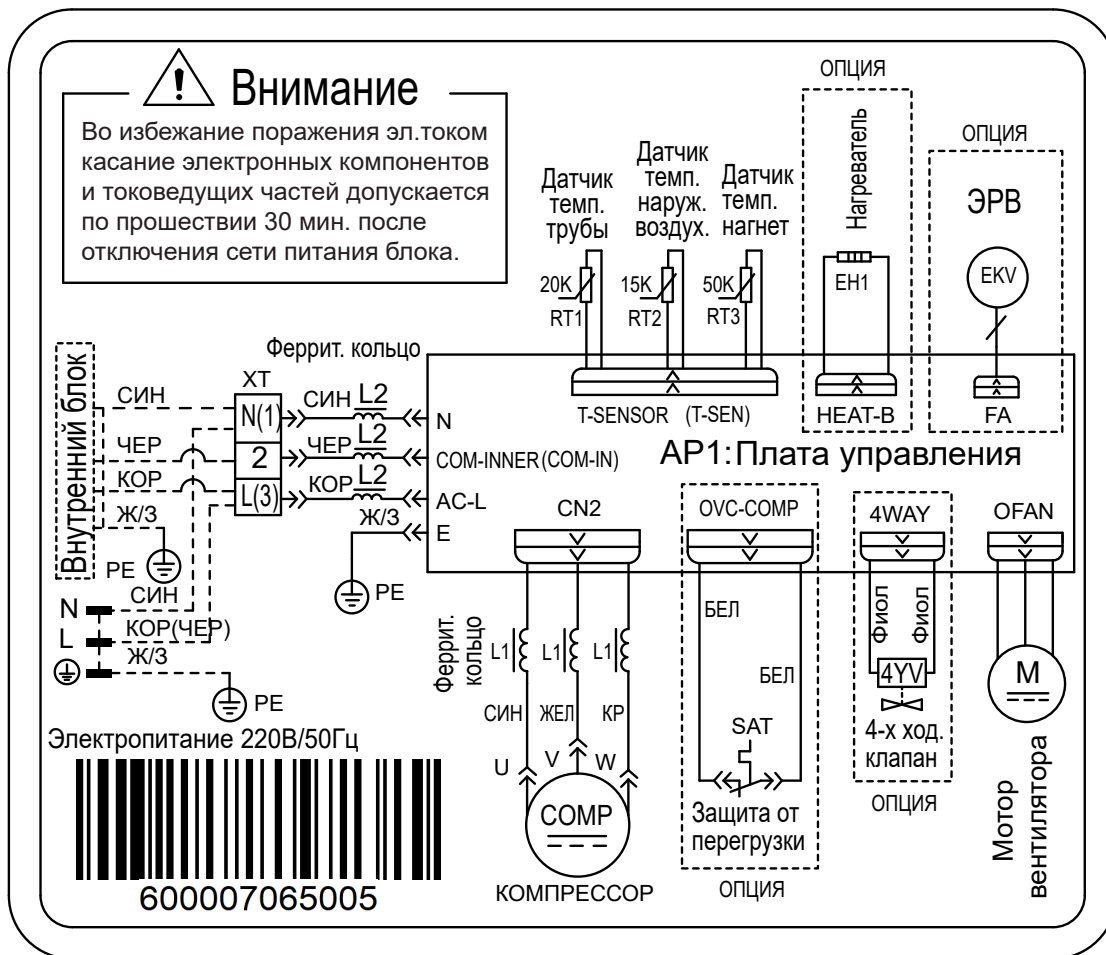 Внимание
Во избежание поражения эл.током
касание электронных компонентов
и токоведущих частей допускается
по прошествии 30 мин. после
отключения сети питания блока.
Датчик
темп.
трубы
Датчик
темп.
наруж.
воздух.
Датчик
темп.
нагнет
20K
RT1
15K
RT2
50K
RT3
ОПЦИЯ
Нагреватель
EH1
ОПЦИЯ
ЭРВ
EKV
T-SENSOR (T-SEN)
HEAT-B
FA
AP1:Плата управления
Внутренний блок
СИН
ЧЕР
КОР
Ж/З
PE
Феррит. кольцо
XT
N(1)
2
L(3)
СИН L2
ЧЕР L2
КОР L2
N
COM-INNER(COM-IN)
AC-L
Ж/З
E
PE
N
L
СИН
КОР(ЧЕР)
Ж/З
PE
Электропитание 220В/50Гц
600007065005
CN2
OVC-COMP
4WAY
OFAN
Феррит.
кольцо
L1
L1
L1
СИН
ЖЕЛ
КР
U
V
W
COMP
КОМПРЕССОР
БЕЛ
БЕЛ
SAT
Защита от
перегрузки
ОПЦИЯ
Фиол
Фиол
4YV
4-х ход.
клапан
ОПЦИЯ
M
Мотор
вентилятора